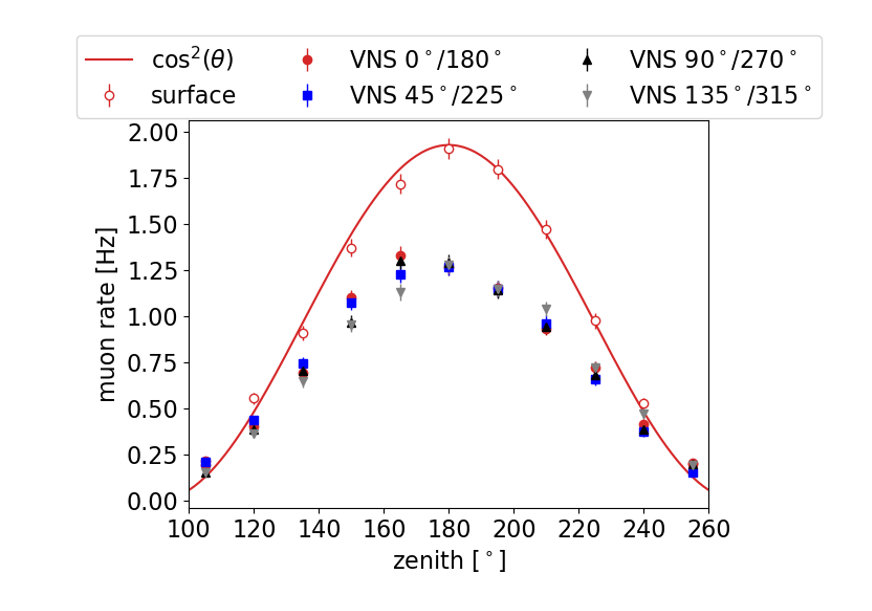 cos²(θ)
surface
VNS 0°/180°
VNS 45°/225°
VNS 90°/270°
VNS 135°/315°
2.00
1.75
1.50
1.25
1.00
0.75
0.50
0.25
0.00
muon rate [Hz]
100 120 140 160 180 200 220 240 260
zenith [°]